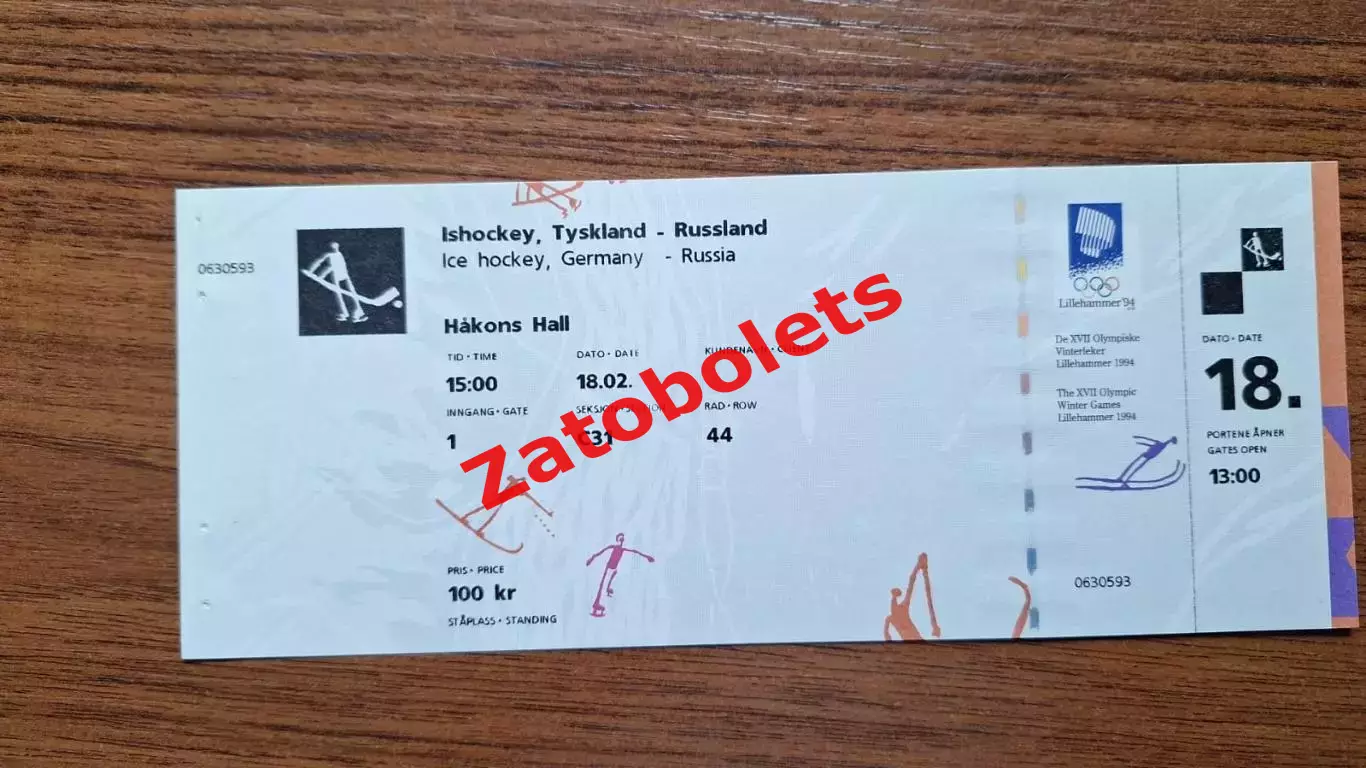 0630593
Ishockey, Tyskland - Russland
Ice hockey, Germany - Russia
Håkons Hall
TID · TIME
15:00
DATO · DATE
18.02.
INNGANG · GATE
1
C31
RAD · ROW
44
PRIS · PRICE
100 kr
STÅPLASS · STANDING
Zatobolets
Lillehammer '94
De XVII Olympiske
Vinterleker
Lillehammer 1994
The XVII Olympic
Winter Games
Lillehammer 1994
0630593
DATO · DATE
18.
PORTENE ÅPNER
GATES OPEN
13:00